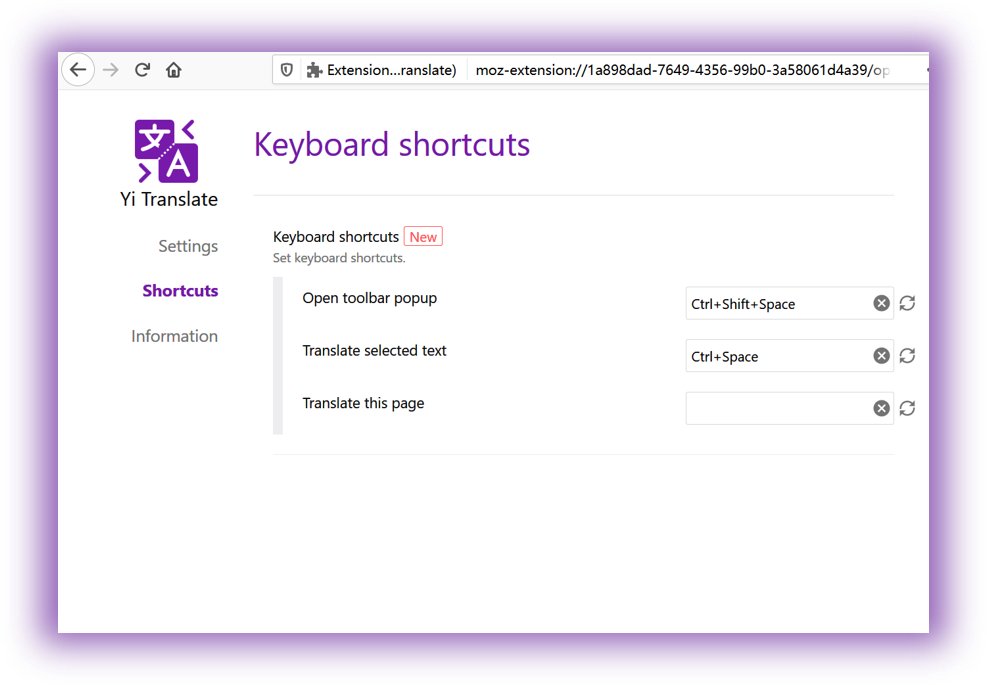 Extension...ranslate) moz-extension://1a898dad-7649-4356-99b0-3a58061d4a39/op
文
A
Yi Translate
Settings
Shortcuts
Information
Keyboard shortcuts
Keyboard shortcuts New
Set keyboard shortcuts.
Open toolbar popup Ctrl+Shift+Space
Translate selected text Ctrl+Space
Translate this page